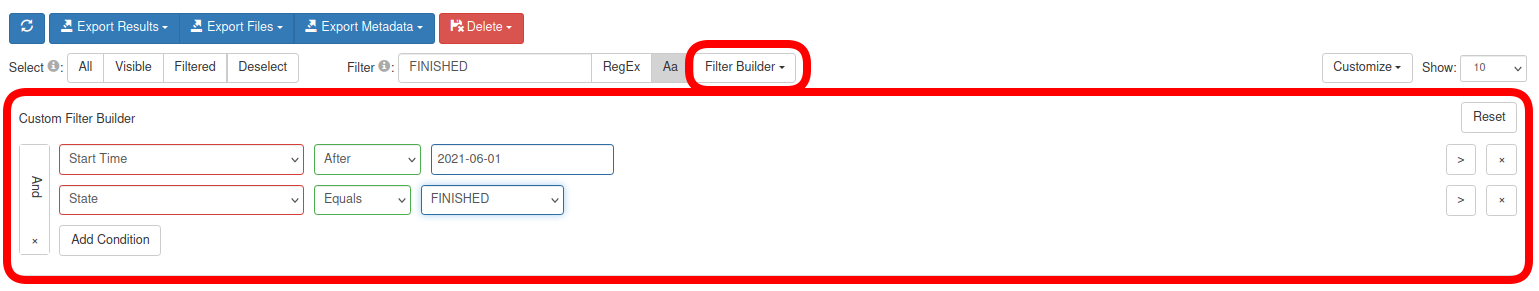 Export Results Export Files Export Metadata Delete
Select : All Visible Filtered Deselect Filter : FINISHED RegEx Aa Filter Builder Customize Show: 10
Custom Filter Builder Reset
And
Start Time After 2021-06-01 > ×
State Equals FINISHED > ×
× Add Condition